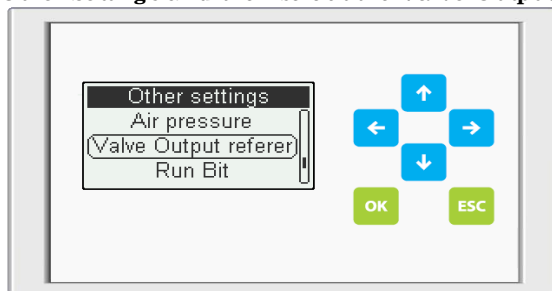 Other settings
Air pressure
Valve Output referer
Run Bit
OK
ESC